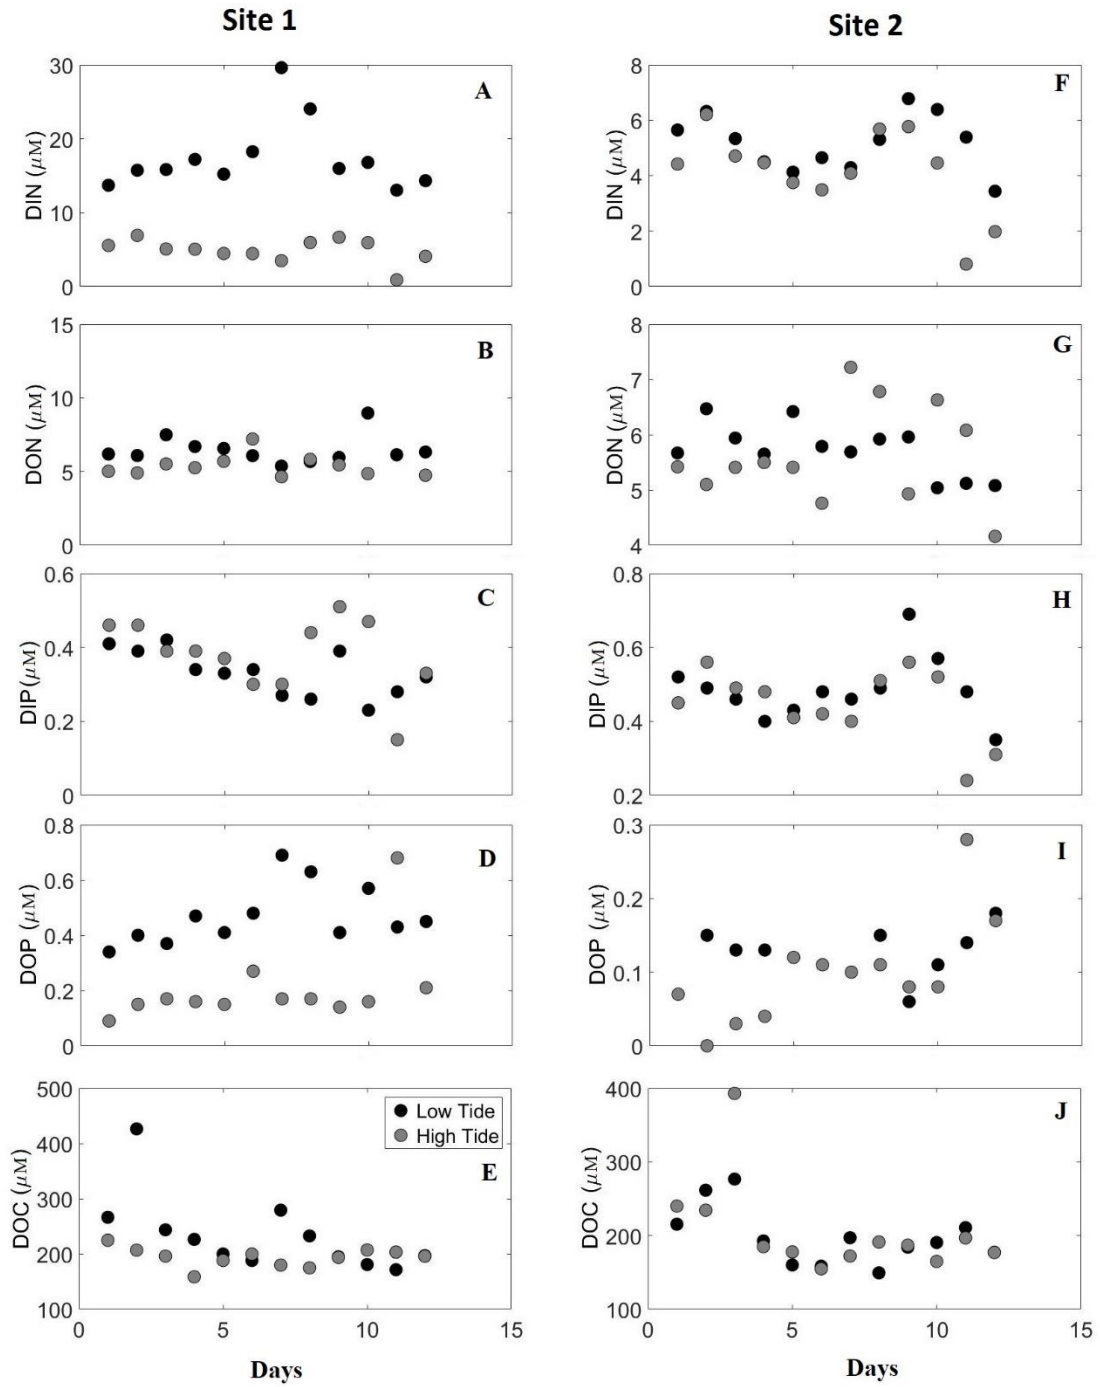 Site 1
Site 2
30
20
10
0
DIN (μM)
A
8
6
4
2
0
DIN (μM)
F
15
10
5
0
DON (μM)
B
8
7
6
5
4
DON (μM)
G
0.6
0.4
0.2
0
DIP(μM)
C
0.8
0.6
0.4
0.2
DIP (μM)
H
0.8
0.6
0.4
0.2
0
DOP (μM)
D
0.3
0.2
0.1
0
DOP (μM)
I
500
400
300
200
100
DOC (μM)
Low Tide
High Tide
E
0 5 10 15
Days
400
300
200
100
DOC (μM)
J
0 5 10 15
Days